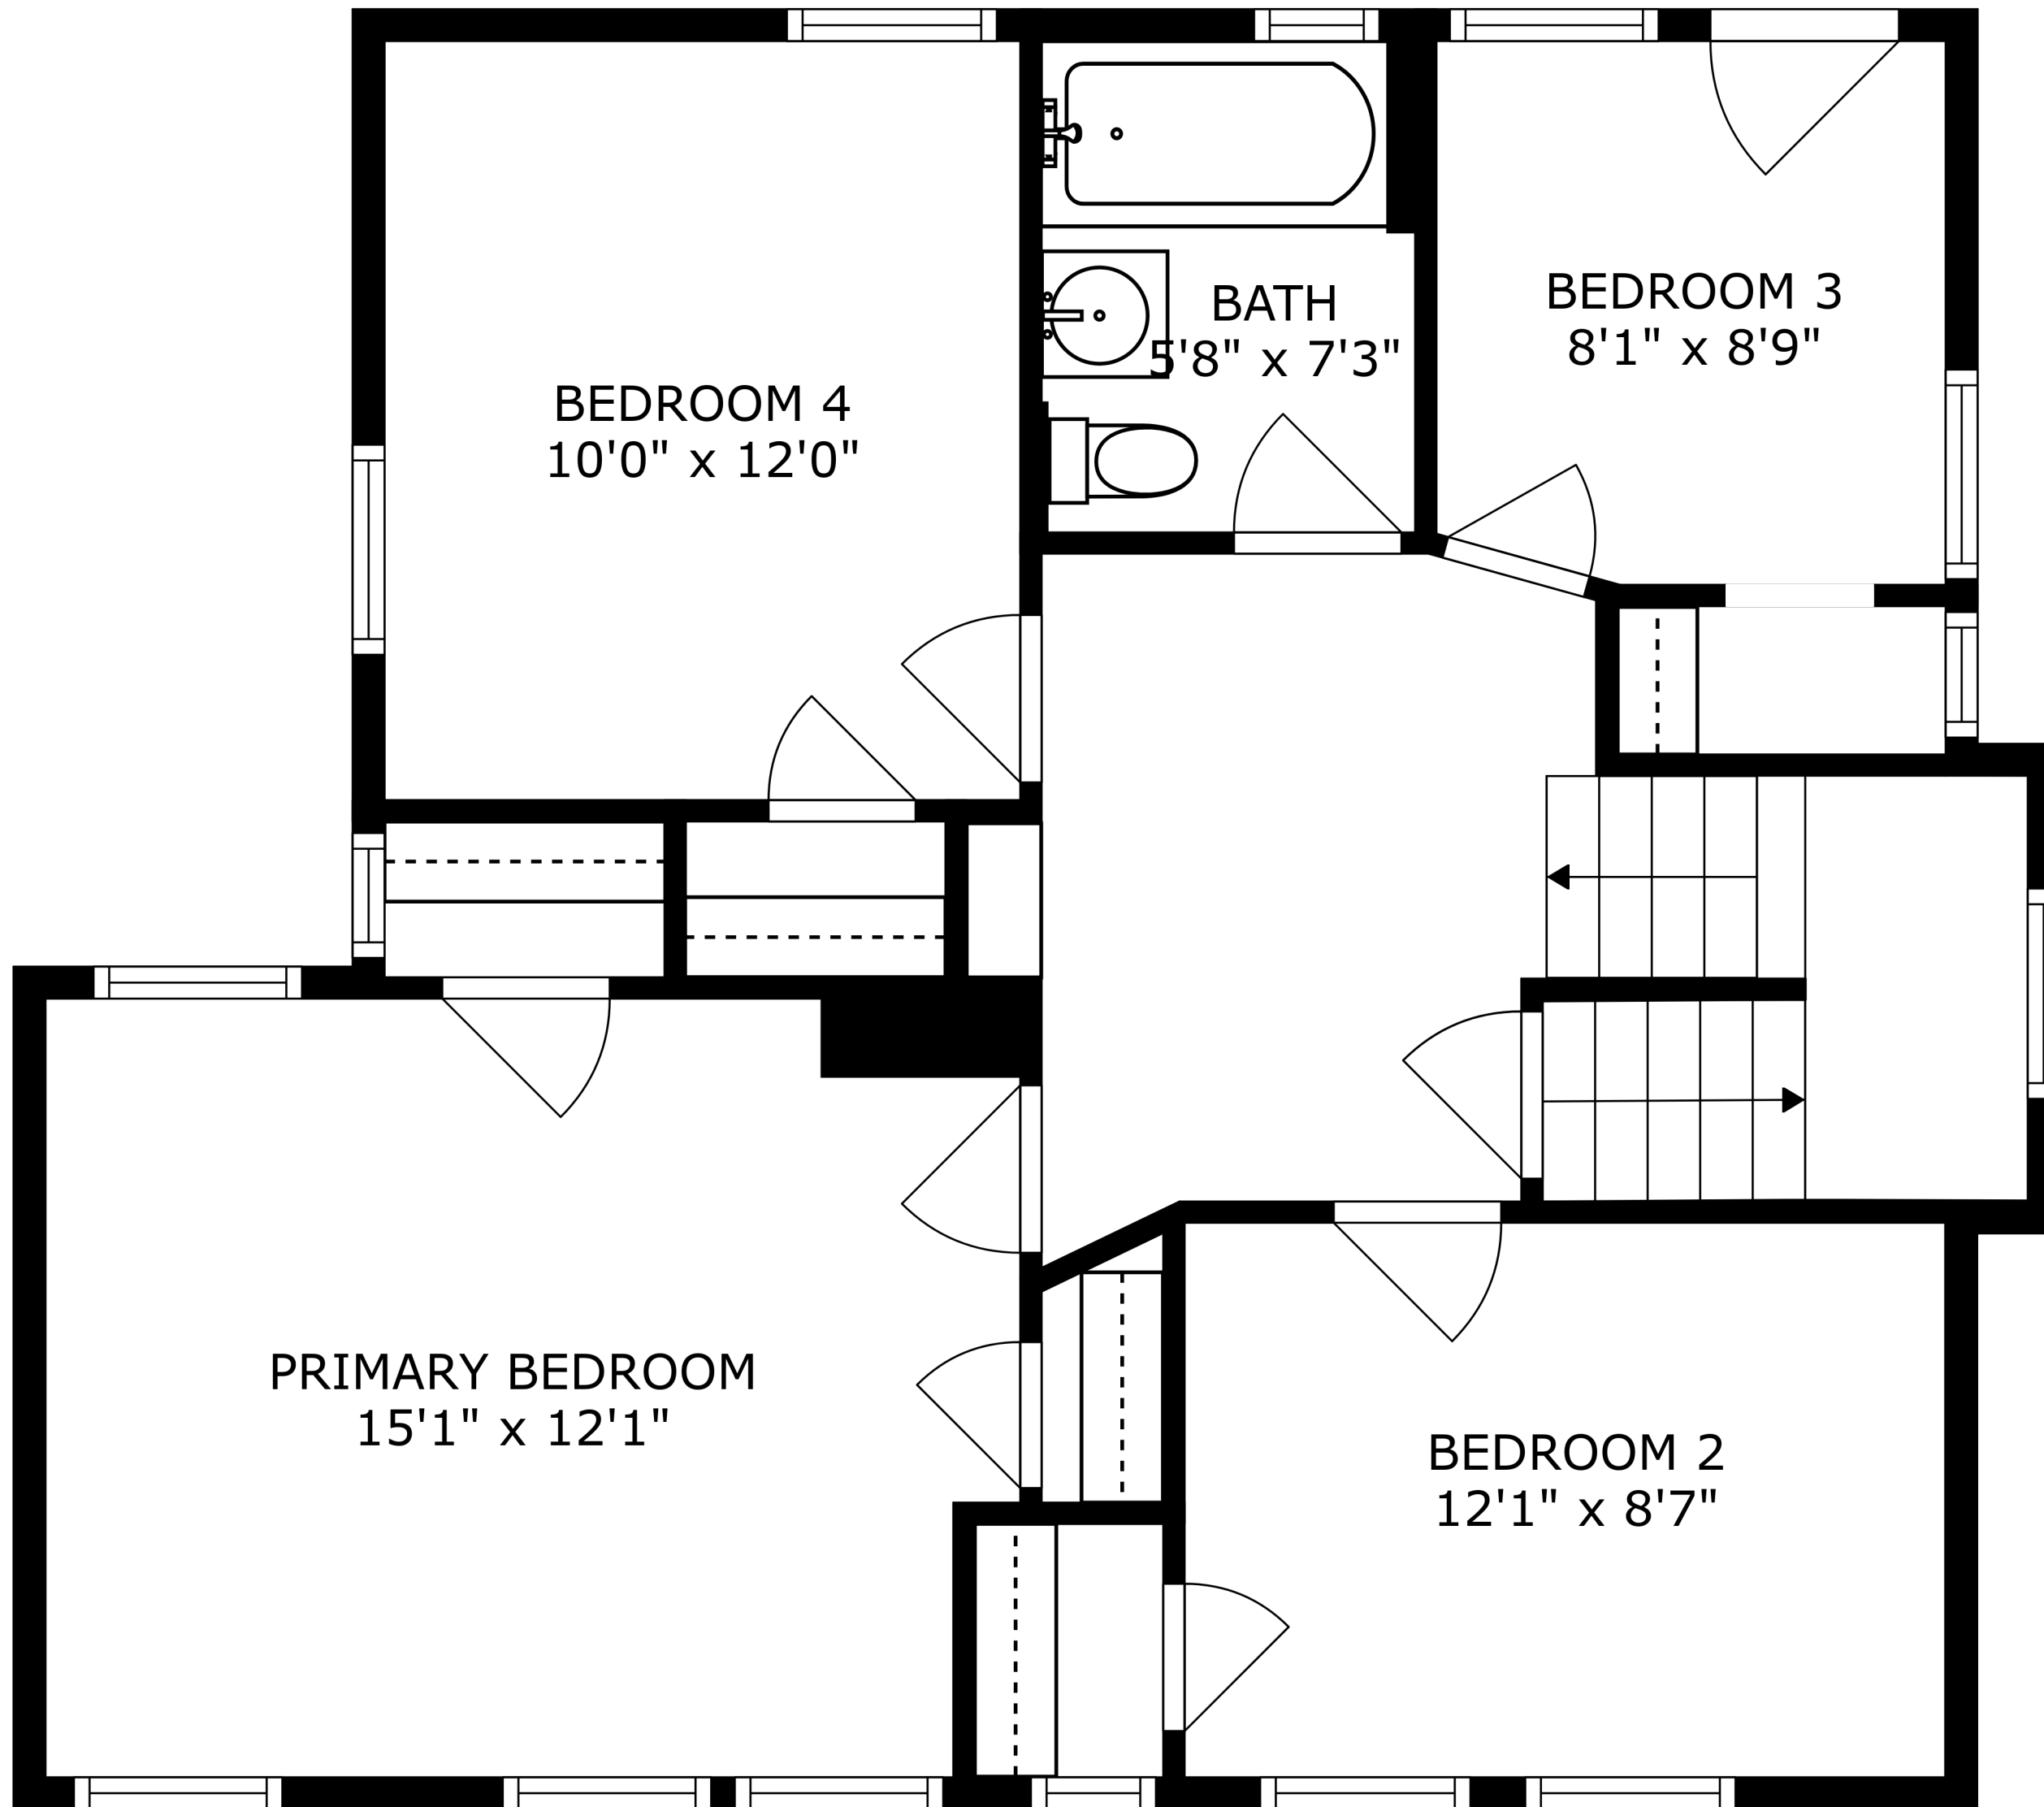 BATH
5'8" x 7'3"
BEDROOM 3
8'1" x 8'9"
BEDROOM 4
10'0" x 12'0"
PRIMARY BEDROOM
15'1" x 12'1"
BEDROOM 2
12'1" x 8'7"